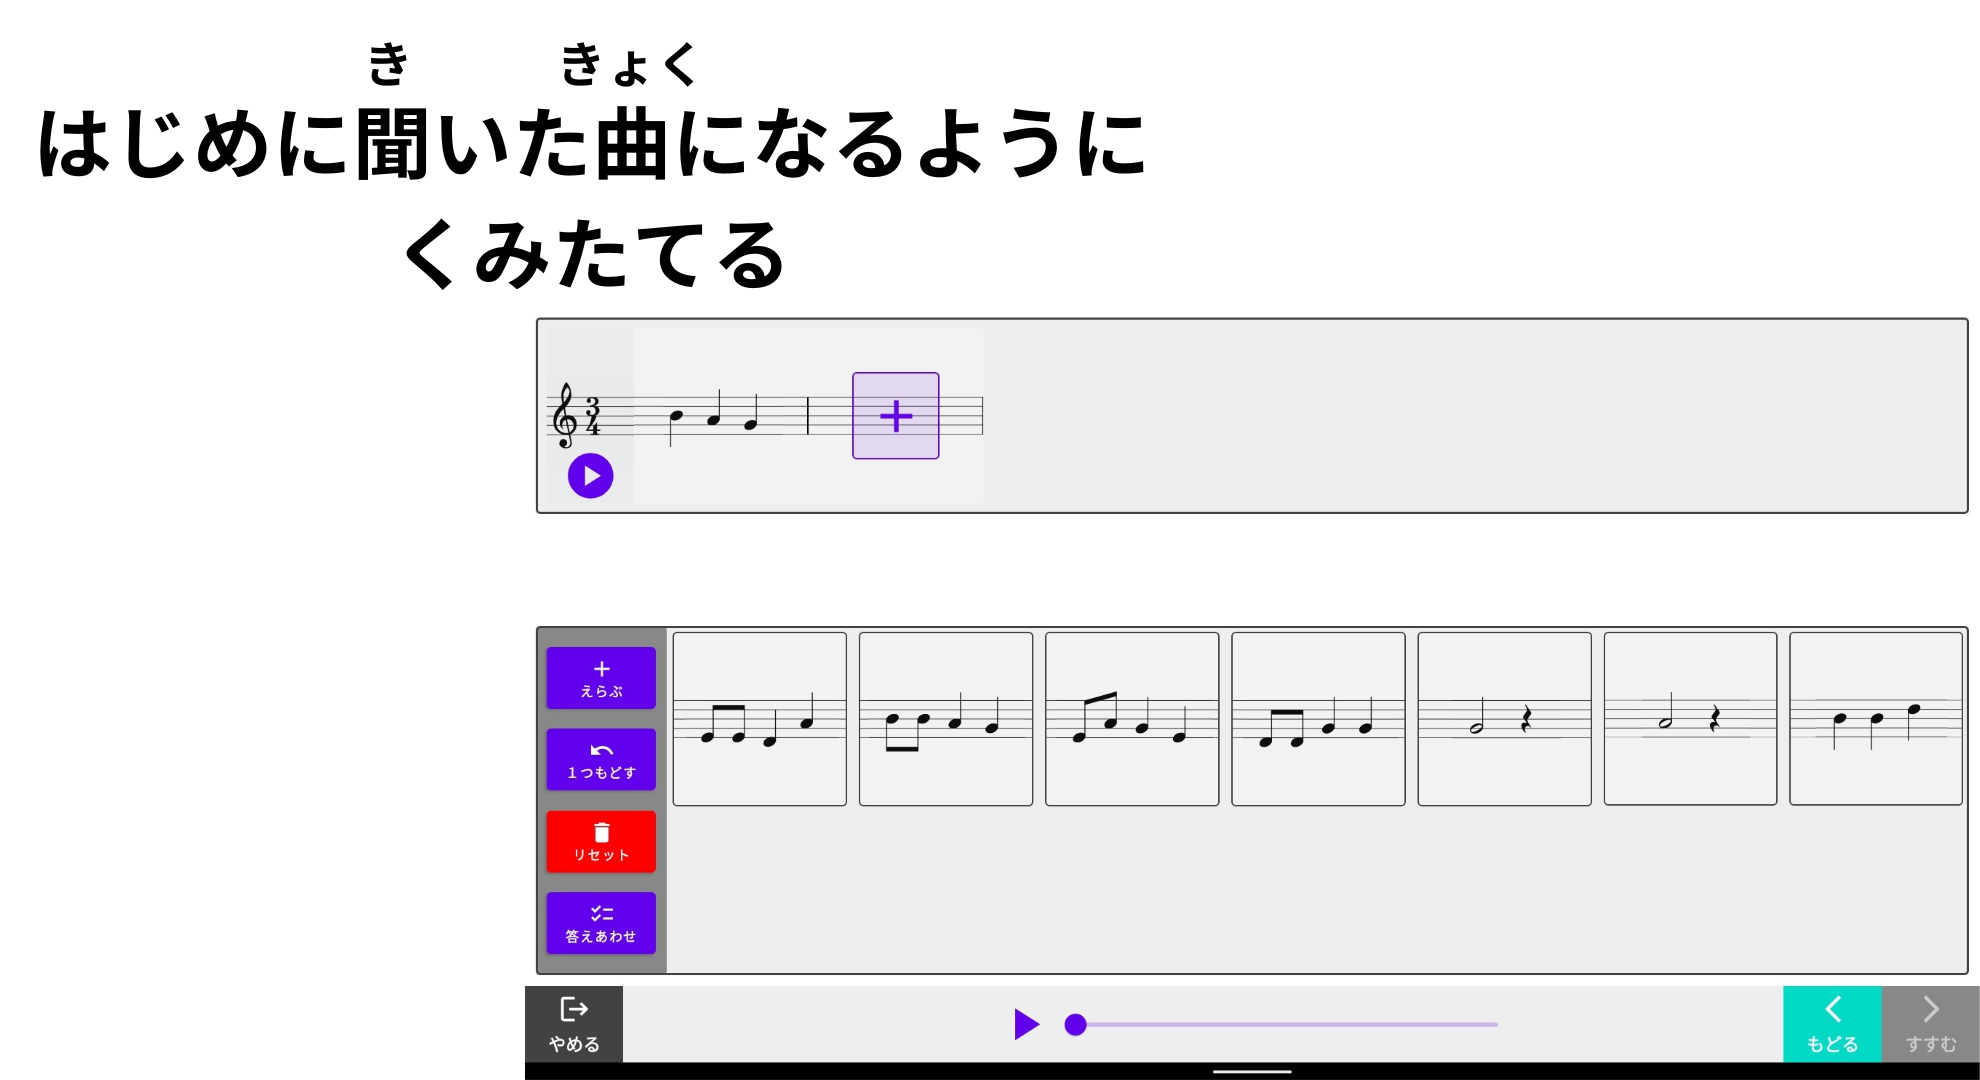 き きょく
はじめに聞いた曲になるように
くみたてる
3
4
えらぶ
1つもどす
リセット
答えあわせ
やめる
もどる
すすむ